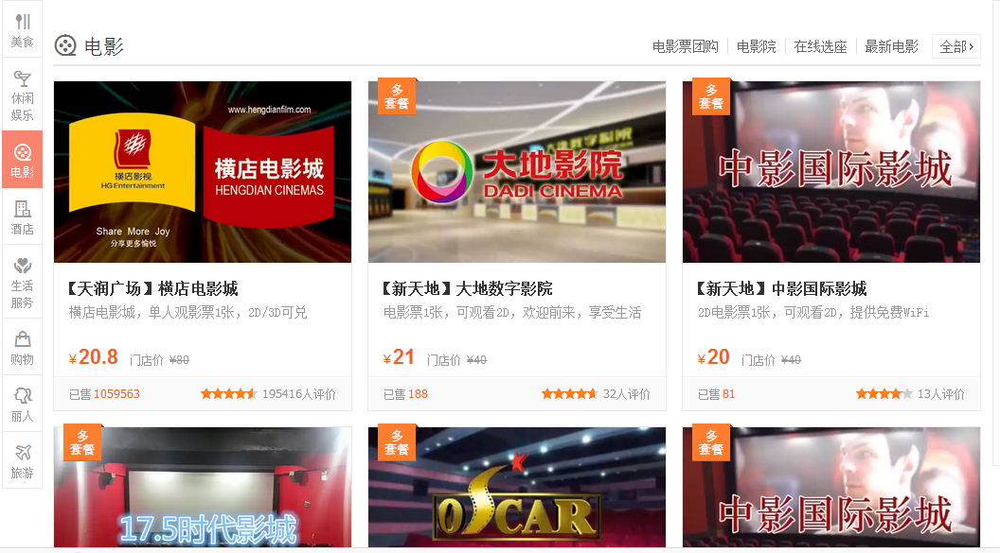 美食
休闲
娱乐
电影
酒店
生活
服务
购物
丽人
旅游
电影
电影票团购
电影院
在线选座
最新电影
全部›
www.hengdianfilm.com
横店影视
HG Entertainment
横店电影城
HENGDIAN CINEMAS
Share More Joy
分享更多愉悦
【天润广场】横店电影城
横店电影城，单人观影票1张，2D/3D可兑
¥20.8 门店价 ¥80
已售 1059563 195416人评价
多
套餐
大地数字影院
大地影院
DADI CINEMA
【新天地】大地数字影院
电影票1张，可观看2D，欢迎前来，享受生活
¥21 门店价 ¥40
已售 188 32人评价
多
套餐
中影国际影城
【新天地】中影国际影城
2D电影票1张，可观看2D，提供免费WiFi
¥20 门店价 ¥40
已售 81 13人评价
多
套餐
17.5时代影城
多
套餐
OSCAR
多
套餐
中影国际影城